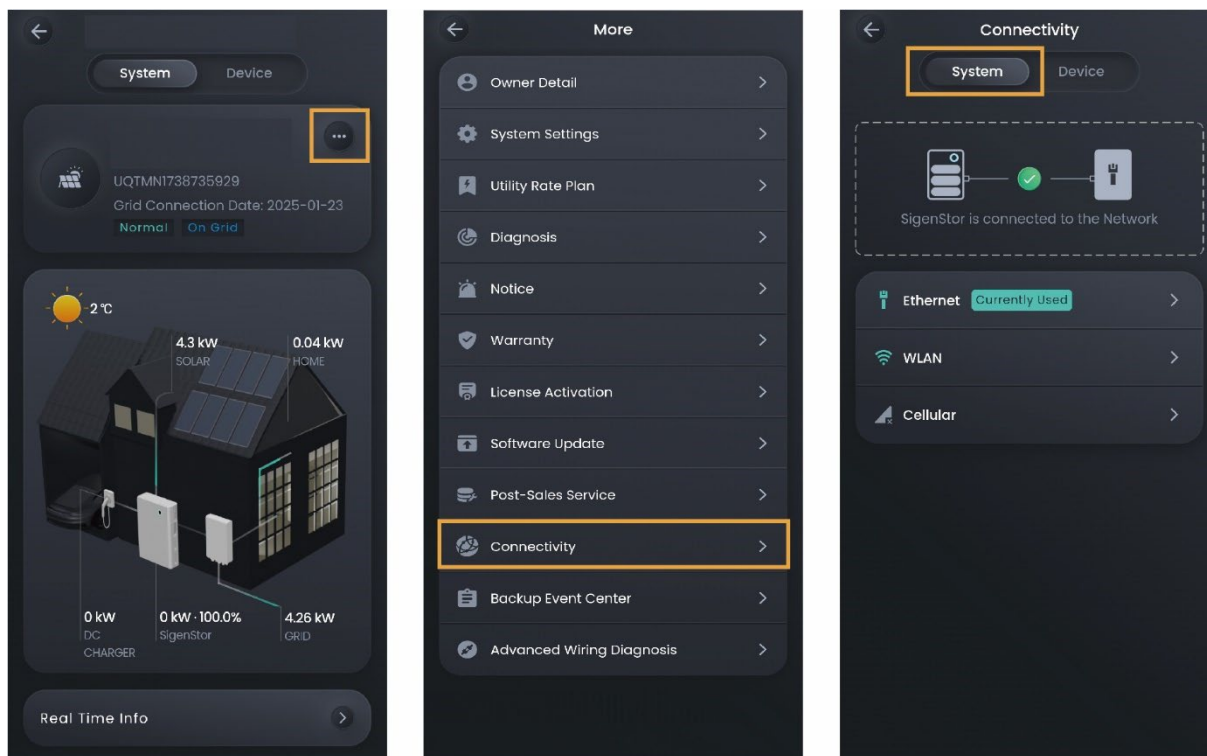 System
Device
UQTMN1738735929
Grid Connection Date: 2025-01-23
Normal
On Grid
-2 ℃
4.3 kW
SOLAR
0.04 kW
HOME
0 kW
DC
CHARGER
0 kW · 100.0%
SigenStor
4.26 kW
GRID
Real Time Info
More
Owner Detail
System Settings
Utility Rate Plan
Diagnosis
Notice
Warranty
License Activation
Software Update
Post-Sales Service
Connectivity
Backup Event Center
Advanced Wiring Diagnosis
Connectivity
System
Device
SigenStor is connected to the Network
Ethernet Currently Used
WLAN
Cellular